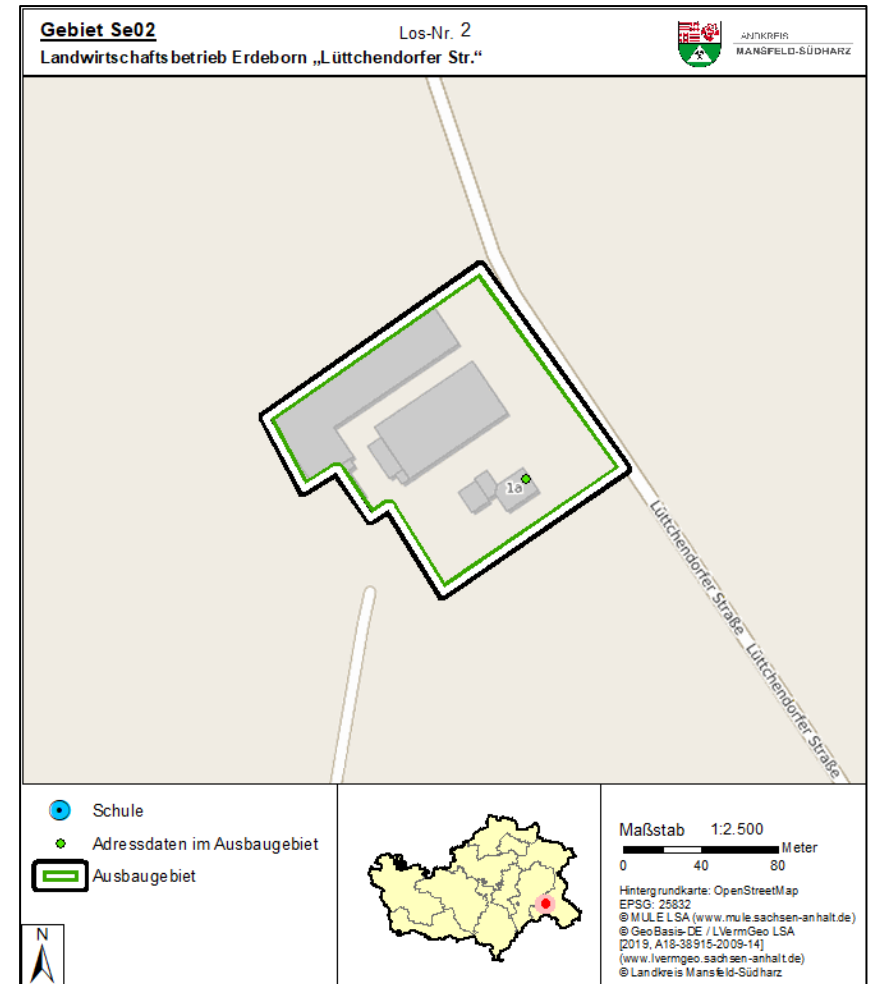 Gebiet Se02
Los-Nr. 2
Landwirtschaftsbetrieb Erdeborn „Lüttchendorfer Str.“
ANDKREIS
MANSFELD-SÜDHARZ
1a
Lüttchendorfer Straße
Lüttchendorfer Straße
Schule
Adressdaten im Ausbaugebiet
Ausbaugebiet
N
Maßstab 1:2.500
Meter
0 40 80
Hintergrundkarte: OpenStreetMap
EPSG: 25832
© MULE LSA (www.mule.sachsen-anhalt.de)
© GeoBasis-DE / LVermGeo LSA
[2019, A18-38915-2009-14]
(www.lvermgeo.sachsen-anhalt.de)
© Landkreis Mansfeld-Südharz